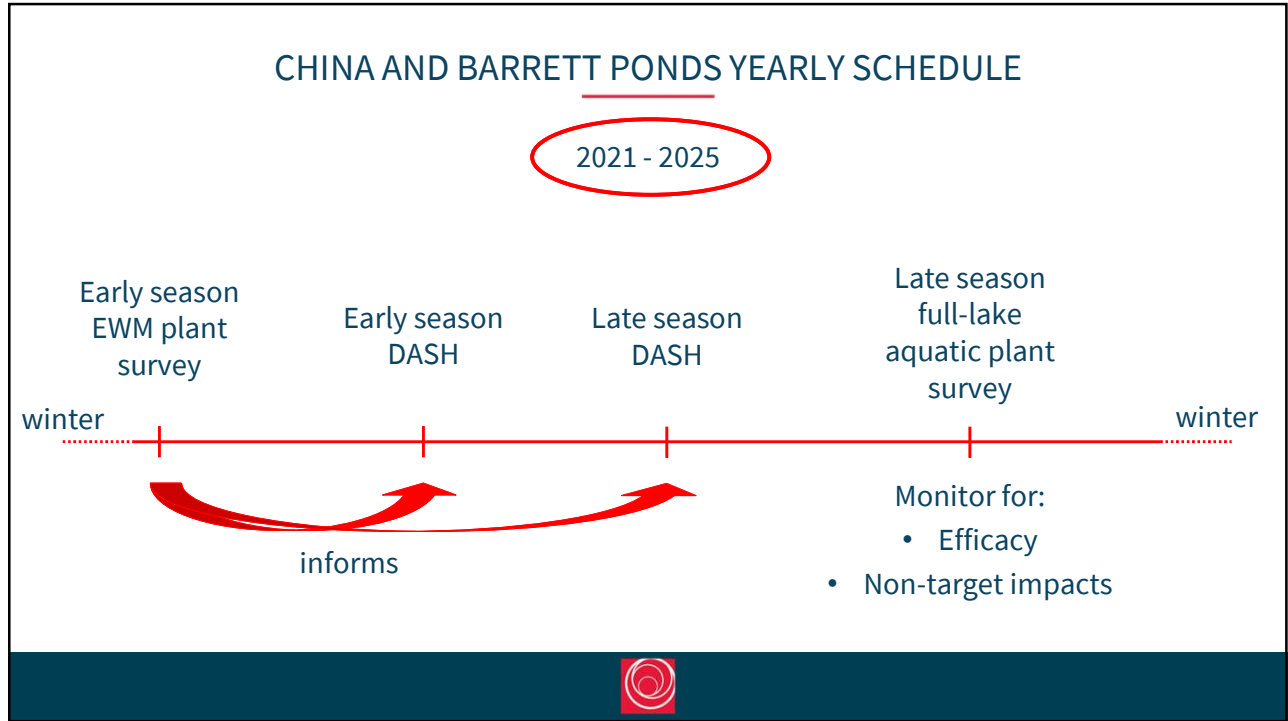 CHINA AND BARRETT PONDS YEARLY SCHEDULE
2021 - 2025
Early season
EWM plant
survey
Early season
DASH
Late season
DASH
Late season
full-lake
aquatic plant
survey
winter
winter
informs
Monitor for:
• Efficacy
• Non-target impacts